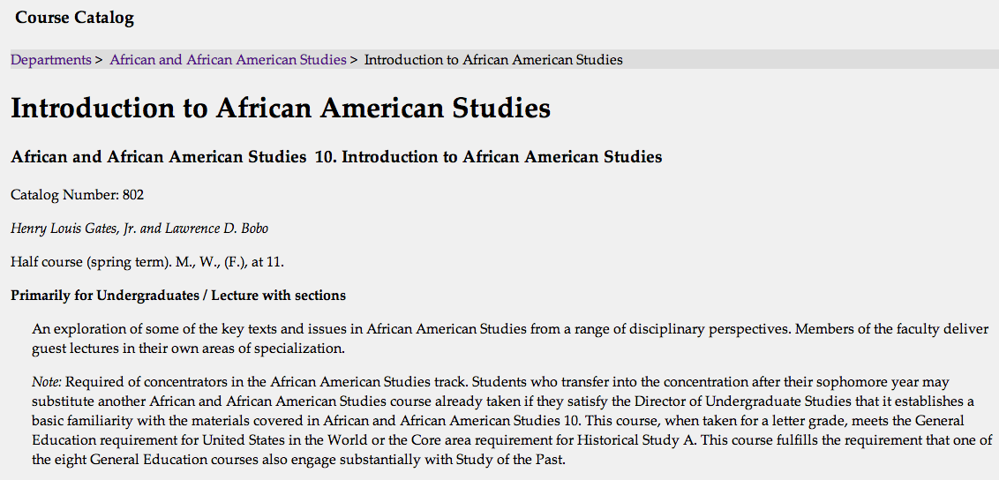 Course Catalog
Departments > African and African American Studies > Introduction to African American Studies
Introduction to African American Studies
African and African American Studies 10. Introduction to African American Studies
Catalog Number: 802
Henry Louis Gates, Jr. and Lawrence D. Bobo
Half course (spring term). M., W., (F.), at 11.
Primarily for Undergraduates / Lecture with sections
An exploration of some of the key texts and issues in African American Studies from a range of disciplinary perspectives. Members of the faculty deliver
guest lectures in their own areas of specialization.
Note: Required of concentrators in the African American Studies track. Students who transfer into the concentration after their sophomore year may
substitute another African and African American Studies course already taken if they satisfy the Director of Undergraduate Studies that it establishes a
basic familiarity with the materials covered in African and African American Studies 10. This course, when taken for a letter grade, meets the General
Education requirement for United States in the World or the Core area requirement for Historical Study A. This course fulfills the requirement that one of
the eight General Education courses also engage substantially with Study of the Past.